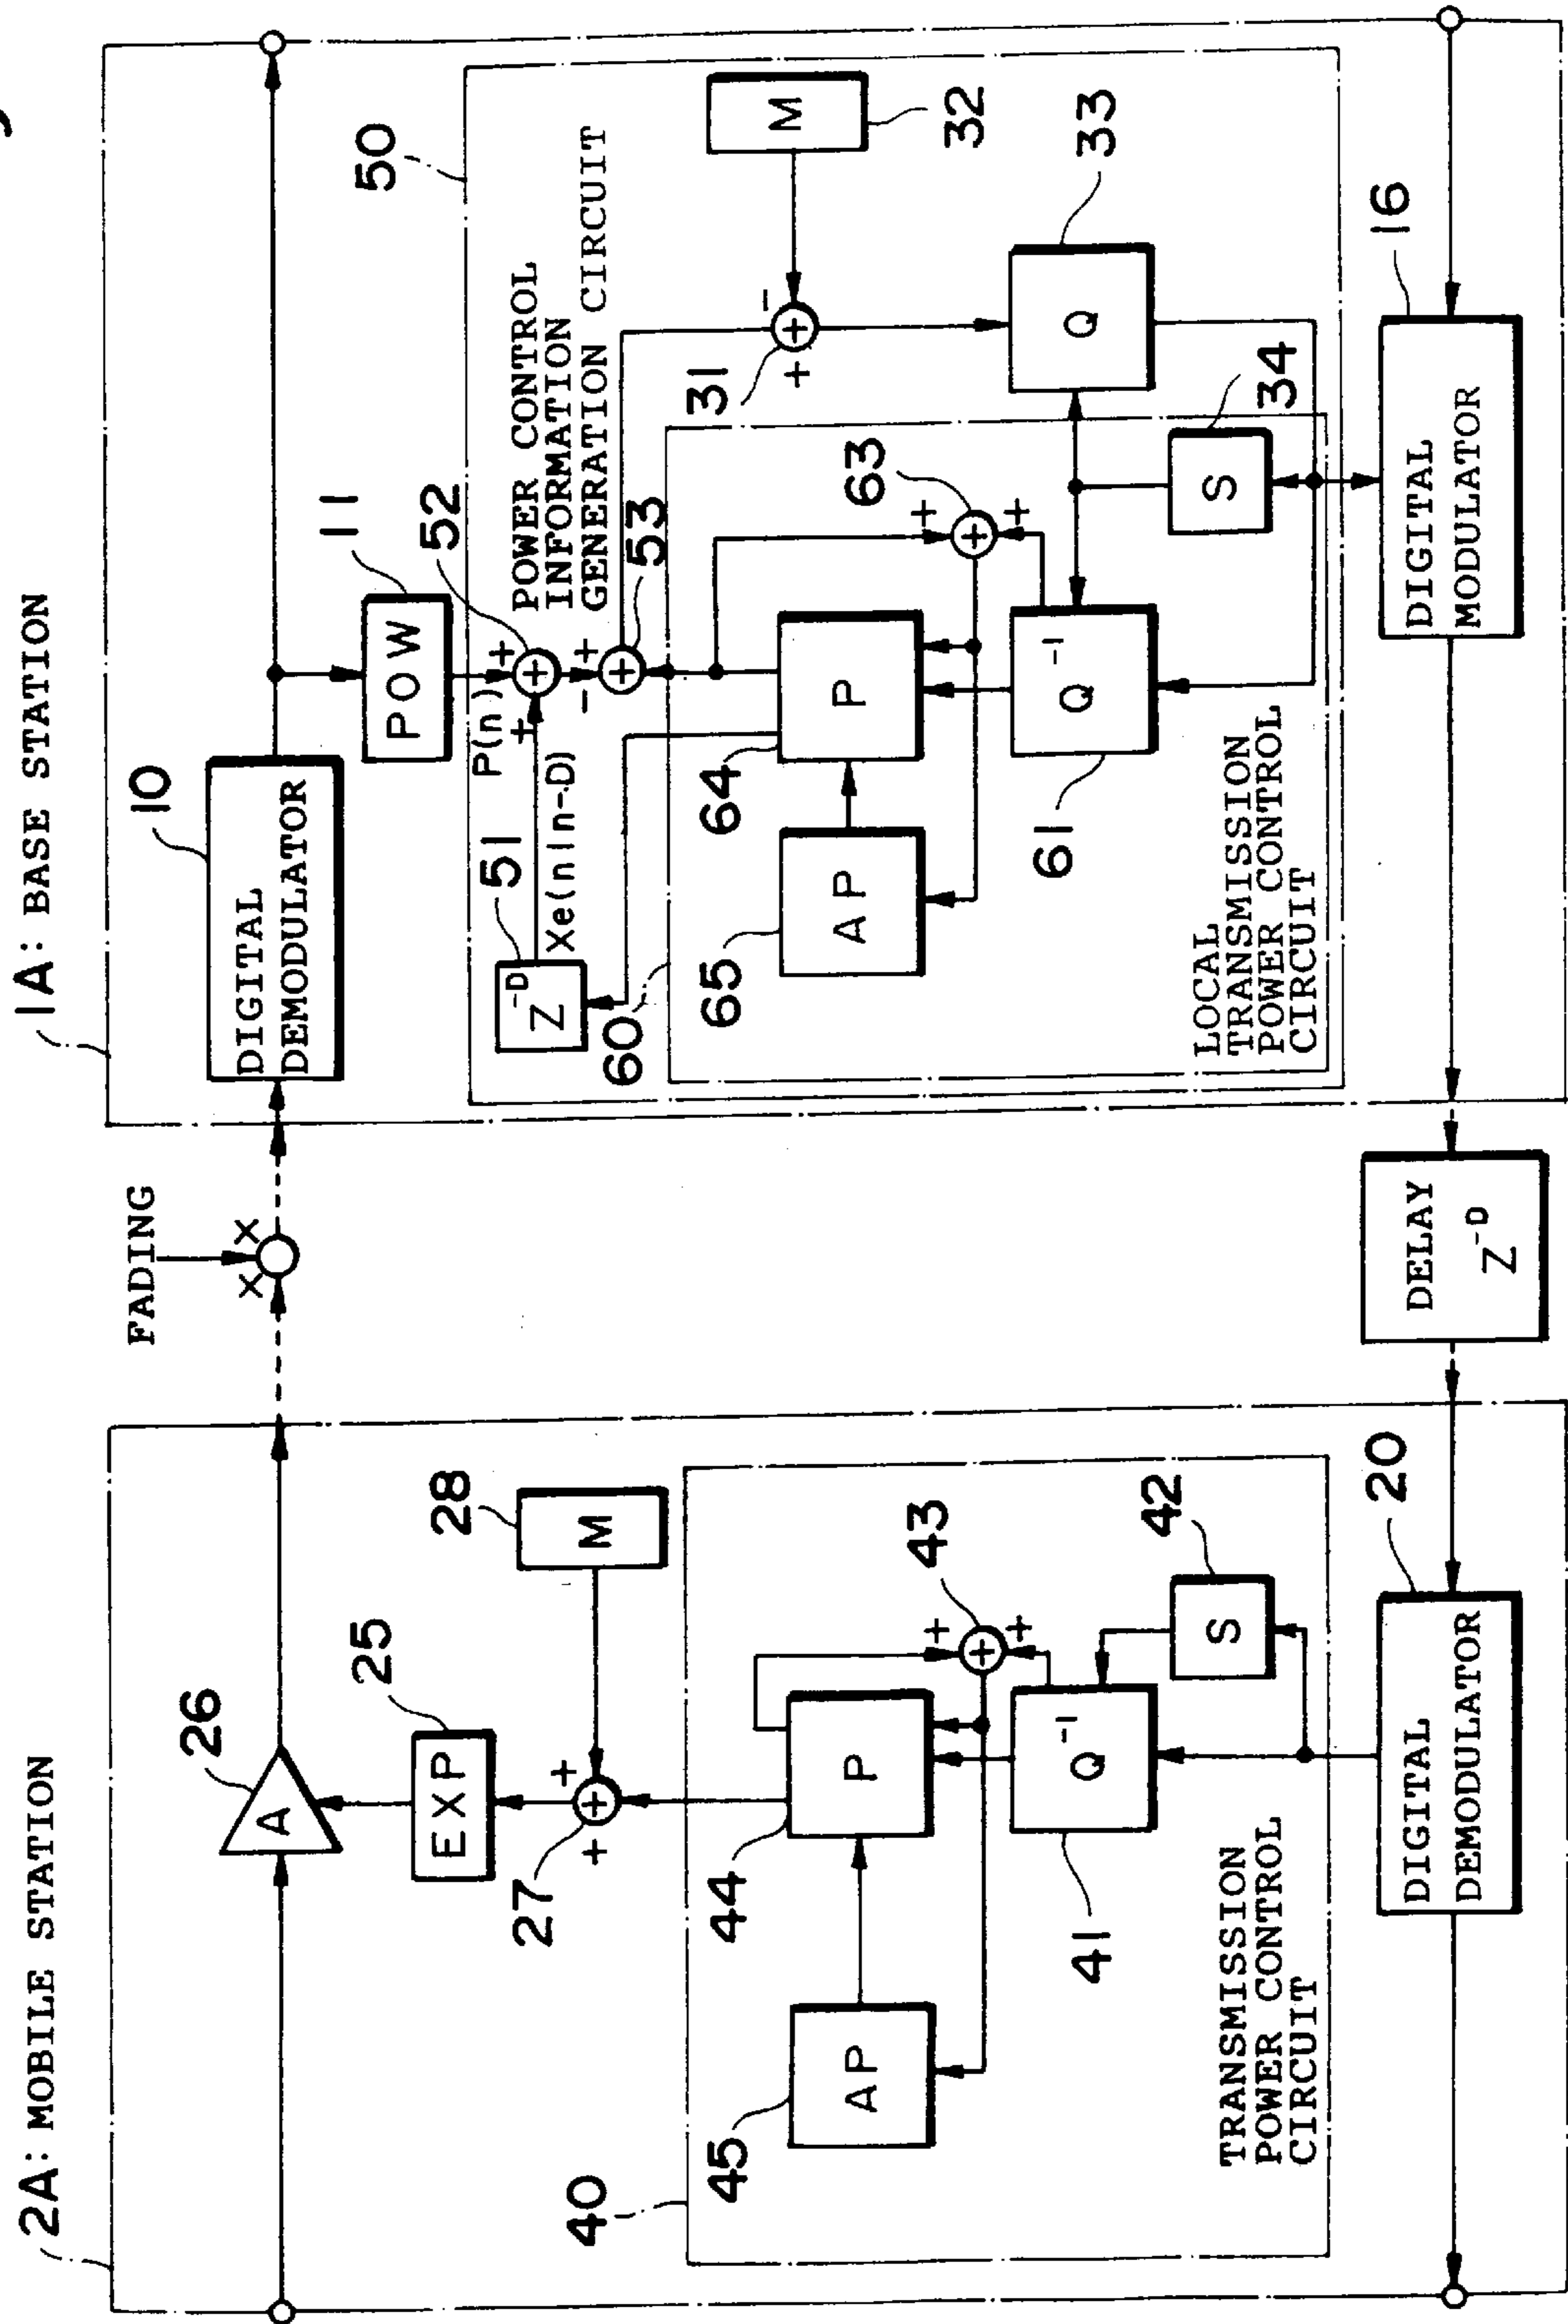 2A: MOBILE STATION
1A: BASE STATION
26
A
FADING
X
X
10
DIGITAL
DEMODULATOR
25
EXP
28
M
27
+
+
+
11
POW
P(n)
+
+
52
+
50
51
Z-D
Xe(n|n-D)
-
+
53
+
POWER CONTROL
INFORMATION
GENERATION CIRCUIT
31
+
-
+
M
32
40
44
P
45
AP
43
+
+
+
41
Q-1
42
S
TRANSMISSION
POWER CONTROL
CIRCUIT
60
64
P
65
AP
63
+
+
+
61
Q-1
33
Q
34
S
LOCAL
TRANSMISSION
POWER CONTROL
CIRCUIT
20
DIGITAL
DEMODULATOR
DELAY
Z-D
16
DIGITAL
MODULATOR